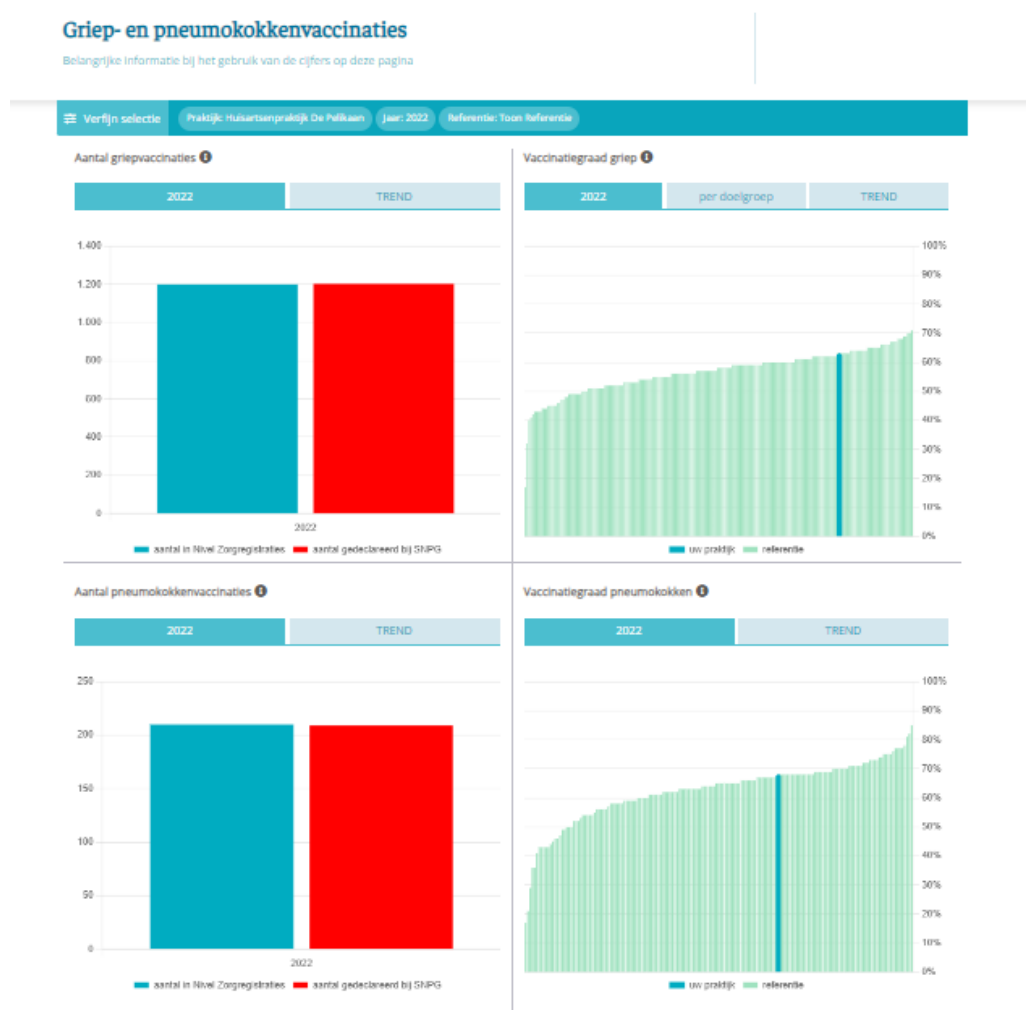 Griep- en pneumokokkenvaccinaties
Belangrijke informatie bij het gebruik van de cijfers op deze pagina
Verfijn selectie
Praktijk: Huisartsenpraktijk De Pelikaan
Jaar: 2022
Referentie: Toon Referentie
Aantal griepvaccinaties
2022 TREND
1.400
1.200
1.000
800
600
400
200
0
2022
aantal in Nivel Zorgregistraties aantal gedeclareerd bij SNPG
Vaccinatiegraad griep
2022 per doelgroep TREND
100%
90%
80%
70%
60%
50%
40%
30%
20%
10%
0%
uw praktijk referentie
Aantal pneumokokkenvaccinaties
2022 TREND
250
200
150
100
50
0
2022
aantal in Nivel Zorgregistraties aantal gedeclareerd bij SNPG
Vaccinatiegraad pneumokokken
2022 TREND
100%
90%
80%
70%
60%
50%
40%
30%
20%
10%
0%
uw praktijk referentie